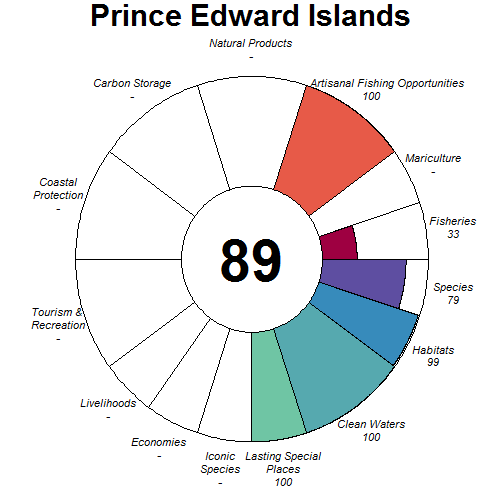 Prince Edward Islands
Natural Products
-
Carbon Storage
-
Artisanal Fishing Opportunities
100
Mariculture
-
Coastal
Protection
-
Fisheries
33
89
Species
79
Tourism &
Recreation
-
Habitats
99
Livelihoods
-
Clean Waters
100
Economies
-
Iconic
Species
-
Lasting Special
Places
100